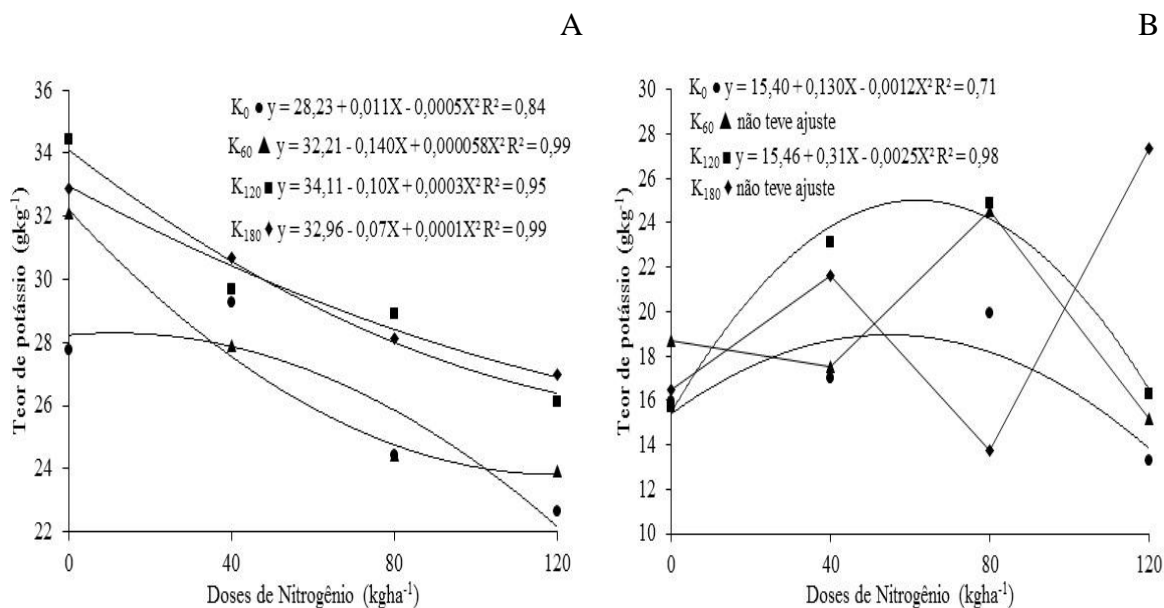 A
Teor de potássio (gkg⁻¹)
36
34
32
30
28
26
24
22
K₀ ● y = 28,23 + 0,011X - 0,0005X² R² = 0,84
K₆₀ ▲ y = 32,21 - 0,140X + 0,000058X² R² = 0,99
K₁₂₀ ■ y = 34,11 - 0,10X + 0,0003X² R² = 0,95
K₁₈₀ ♦ y = 32,96 - 0,07X + 0,0001X² R² = 0,99
0 40 80 120
Doses de Nitrogênio (kgha⁻¹)
B
Teor de potássio (gkg⁻¹)
30
28
26
24
22
20
18
16
14
12
10
K₀ ● y = 15,40 + 0,130X - 0,0012X² R² = 0,71
K₆₀ ▲ não teve ajuste
K₁₂₀ ■ y = 15,46 + 0,31X - 0,0025X² R² = 0,98
K₁₈₀ ♦ não teve ajuste
0 40 80 120
Doses de Nitrogênio (kgha⁻¹)